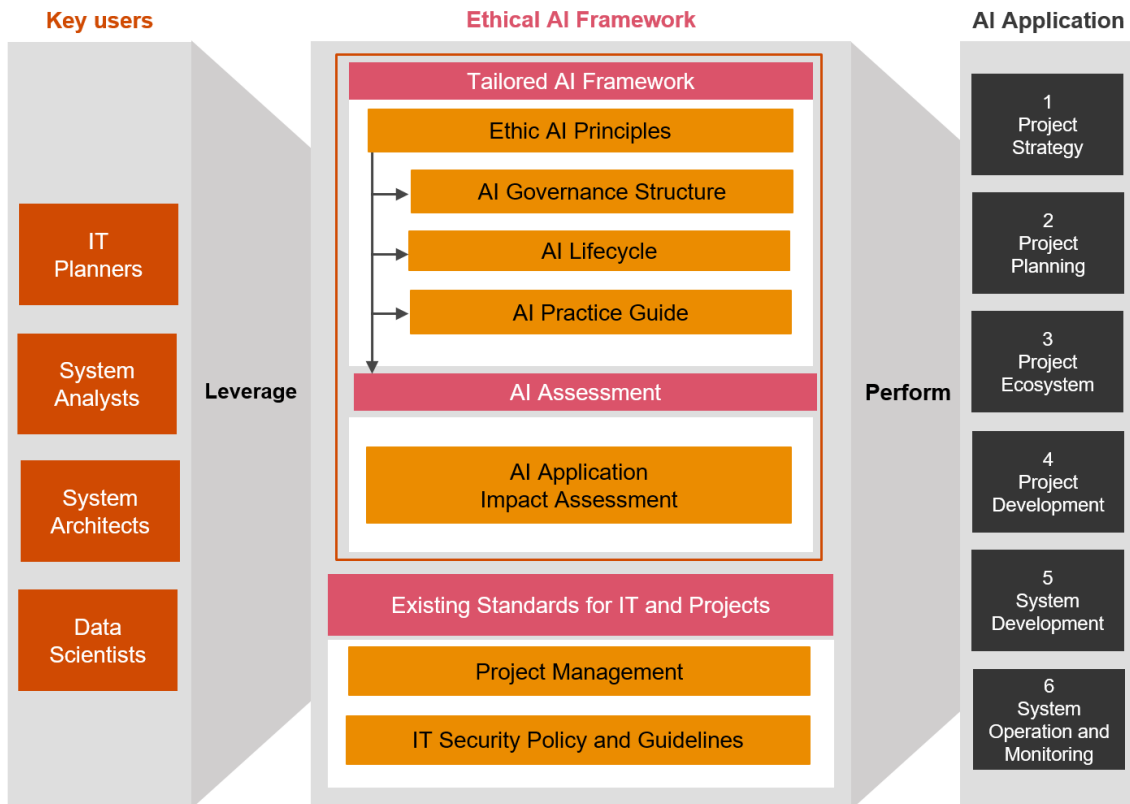 Key users
IT
Planners
System
Analysts
System
Architects
Data
Scientists
Leverage
Ethical AI Framework
Tailored AI Framework
Ethic AI Principles
AI Governance Structure
AI Lifecycle
AI Practice Guide
AI Assessment
AI Application
Impact Assessment
Existing Standards for IT and Projects
Project Management
IT Security Policy and Guidelines
Perform
AI Application
1
Project
Strategy
2
Project
Planning
3
Project
Ecosystem
4
Project
Development
5
System
Development
6
System
Operation and
Monitoring